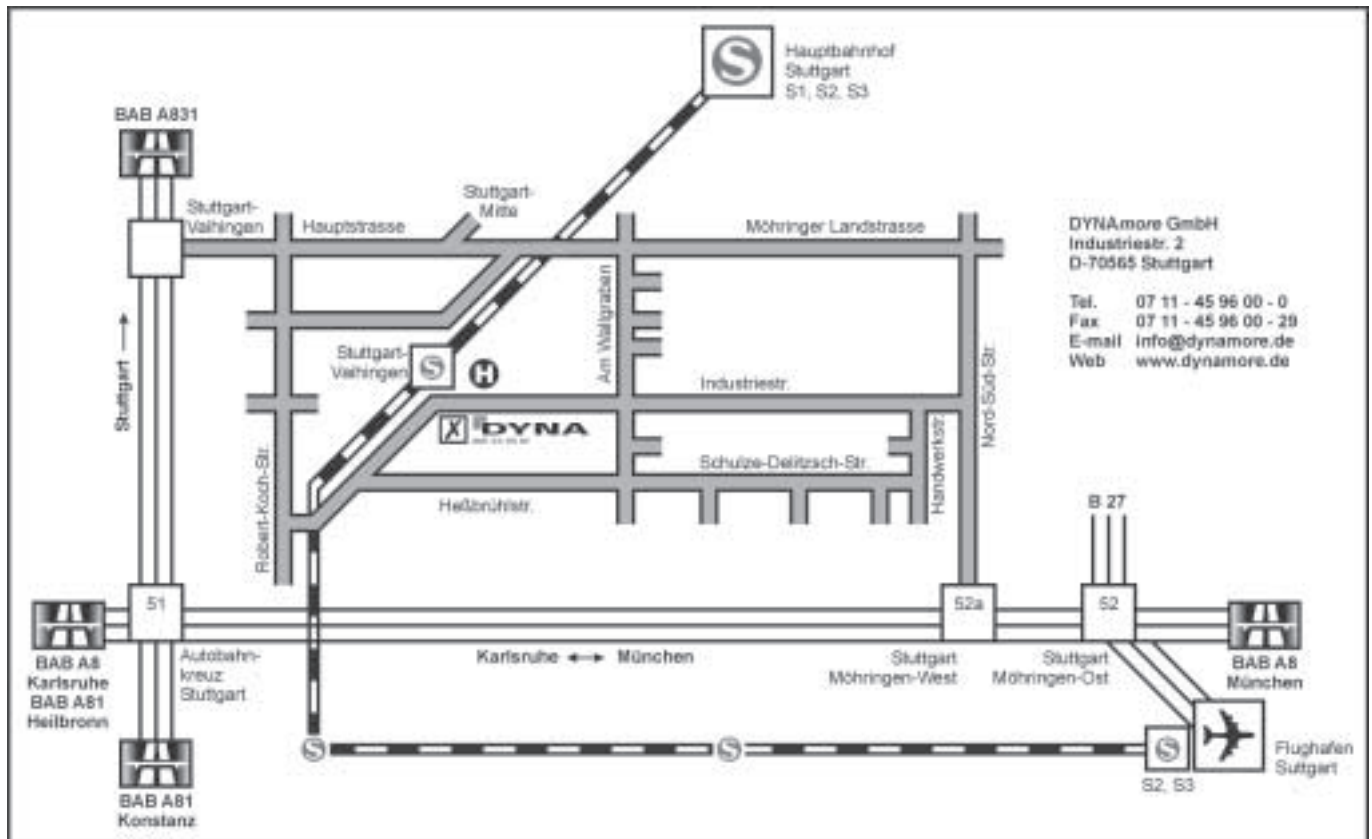 Hauptbahnhof
Stuttgart
S1, S2, S3
BAB A831
Stuttgart-
Vaihingen
Hauptstrasse
Stuttgart-
Mitte
Möhringer Landstrasse
DYNAmore GmbH
Industriestr. 2
D-70565 Stuttgart
Tel. 07 11 - 45 96 00 - 0
Fax 07 11 - 45 96 00 - 29
E-mail info@dynamore.de
Web www.dynamore.de
Stuttgart
Am Wallgraben
Nord-Süd-Str.
Stuttgart-
Vaihingen
S
H
Industriestr.
DYNA
Schulze-Delitzsch-Str.
Handwerkstr.
Robert-Koch-Str.
Heßbrühlstr.
B 27
51
52a
52
BAB A8
Karlsruhe
BAB A81
Heilbronn
Autobahn-
kreuz
Stuttgart
Karlsruhe ↔ München
Stuttgart
Möhringen-West
Stuttgart
Möhringen-Ost
BAB A8
München
S
S
S
S2, S3
Flughafen
Suttgart
BAB A81
Konstanz